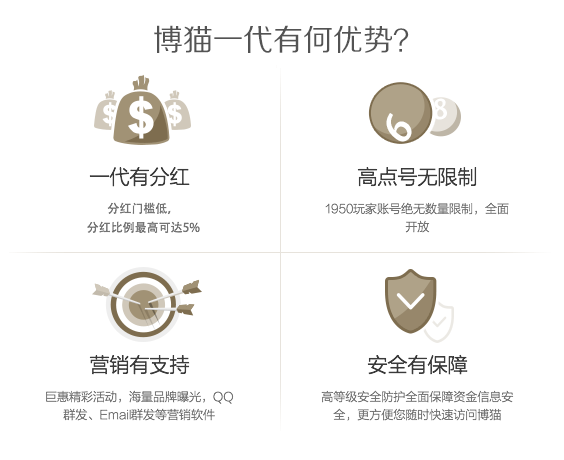 博猫一代有何优势?
$ $ $
一代有分红
分红门槛低,
分红比例最高可达5%
6 8
高点号无限制
1950玩家账号绝无数量限制，全面
开放
营销有支持
巨惠精彩活动，海量品牌曝光，QQ
群发、Email群发等营销软件
安全有保障
高等级安全防护全面保障资金信息安
全，更方便您随时快速访问博猫